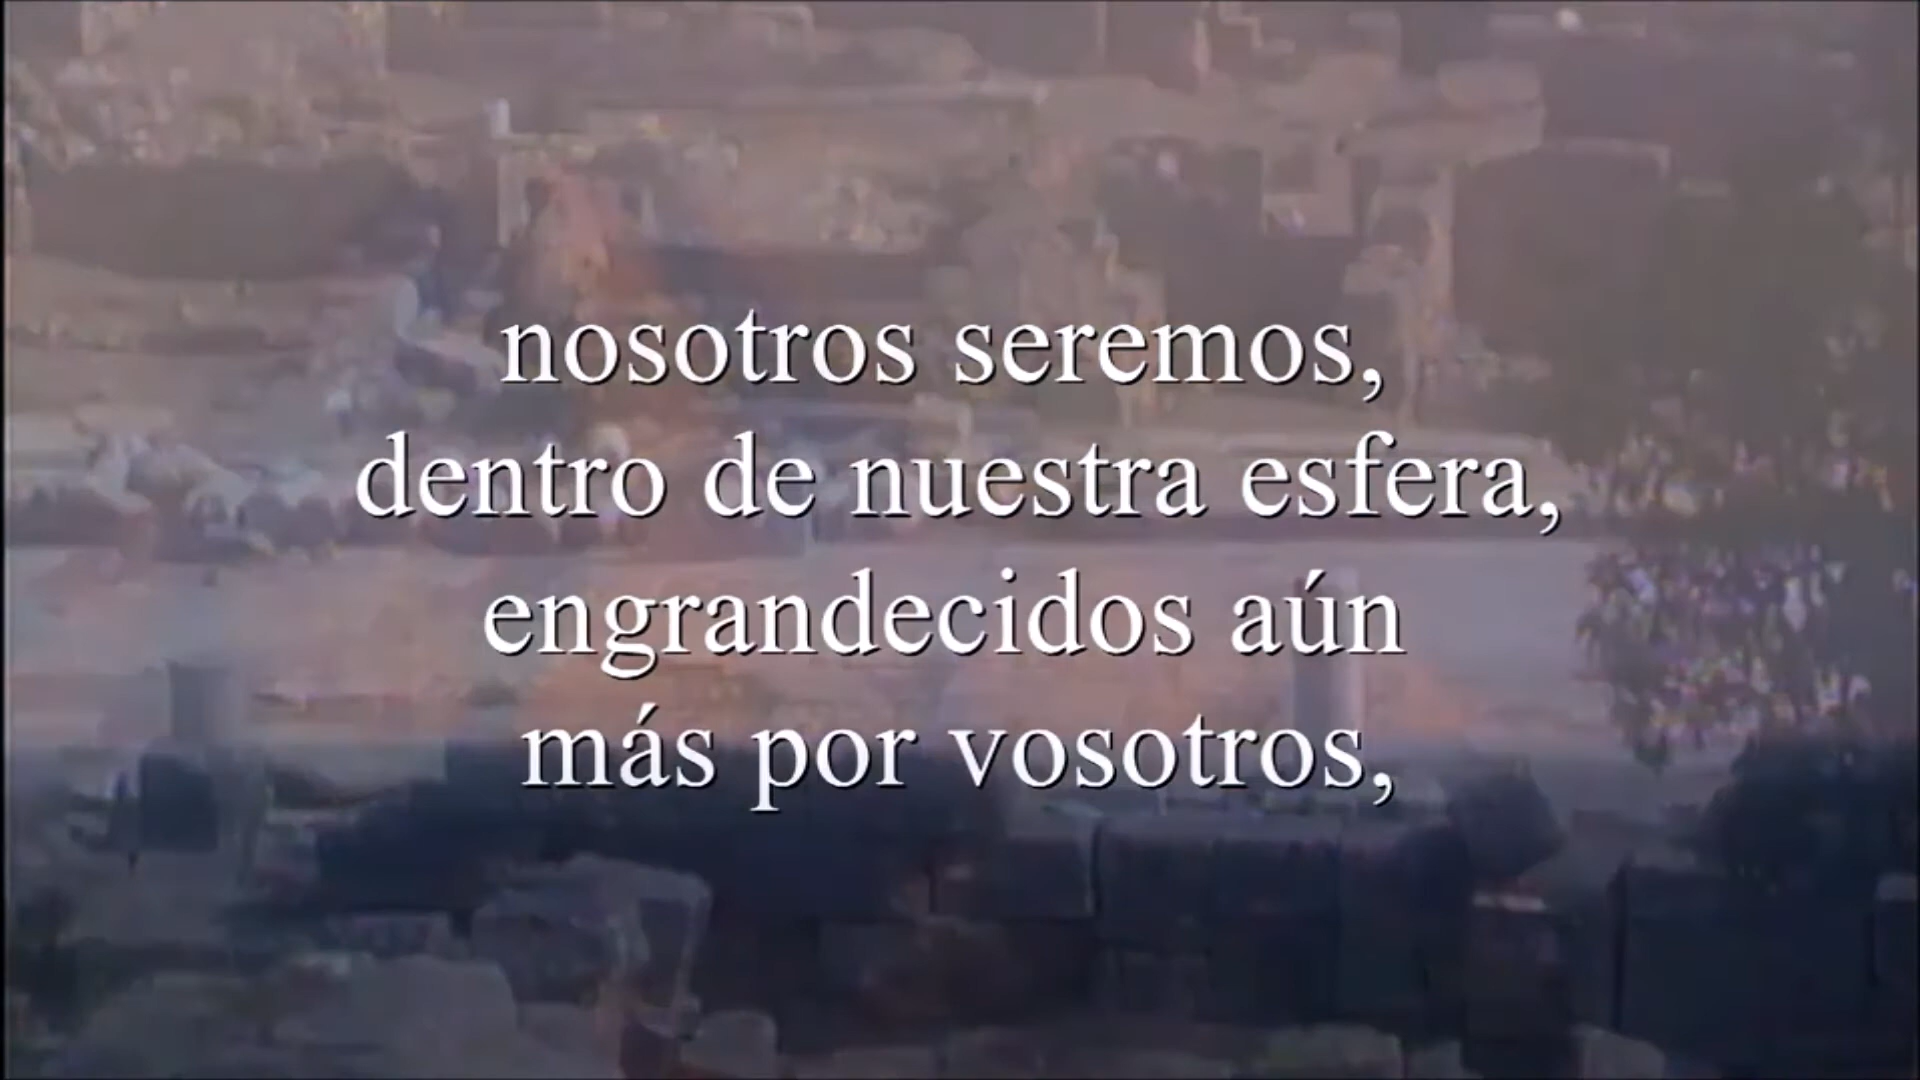 nosotros seremos,
dentro de nuestra esfera,
engrandecidos aún
más por vosotros,